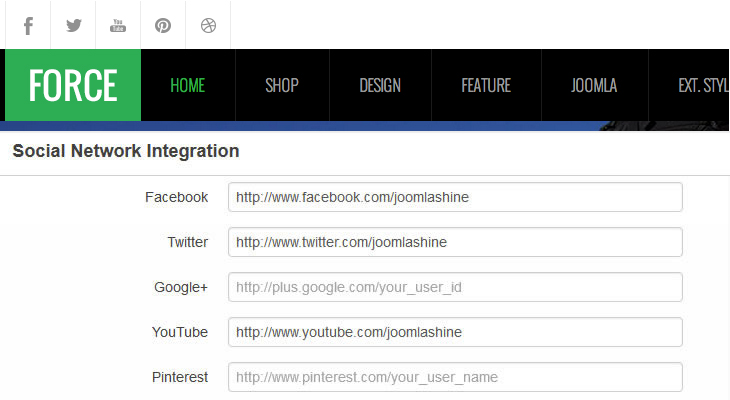 You Tube
FORCE HOME SHOP DESIGN FEATURE JOOMLA EXT. STYL
Social Network Integration
Facebook http://www.facebook.com/joomlashine
Twitter http://www.twitter.com/joomlashine
Google+ http://plus.google.com/your_user_id
YouTube http://www.youtube.com/joomlashine
Pinterest http://www.pinterest.com/your_user_name